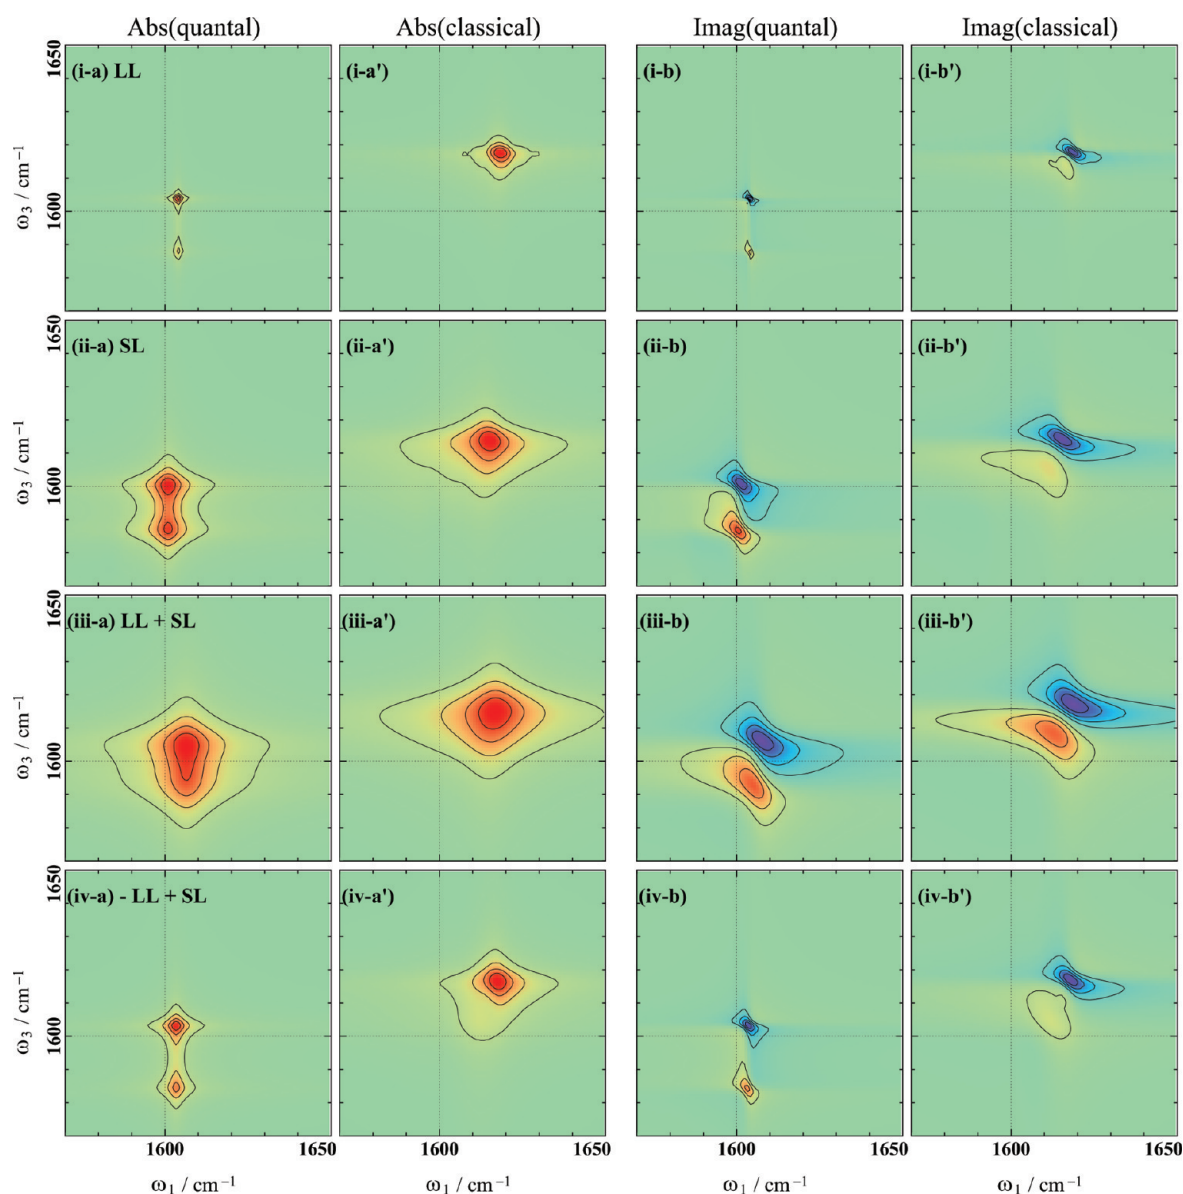 Abs(quantal) Abs(classical) Imag(quantal) Imag(classical)
1650
(i-a) LL (i-a') (i-b) (i-b')
ω3 / cm−1
1600
1650
(ii-a) SL (ii-a') (ii-b) (ii-b')
ω3 / cm−1
1600
1650
(iii-a) LL + SL (iii-a') (iii-b) (iii-b')
ω3 / cm−1
1600
1650
(iv-a) - LL + SL (iv-a') (iv-b) (iv-b')
ω3 / cm−1
1600
1600 1650 1600 1650 1600 1600 1650
ω1 / cm−1 ω1 / cm−1 ω1 / cm−1 ω1 / cm−1